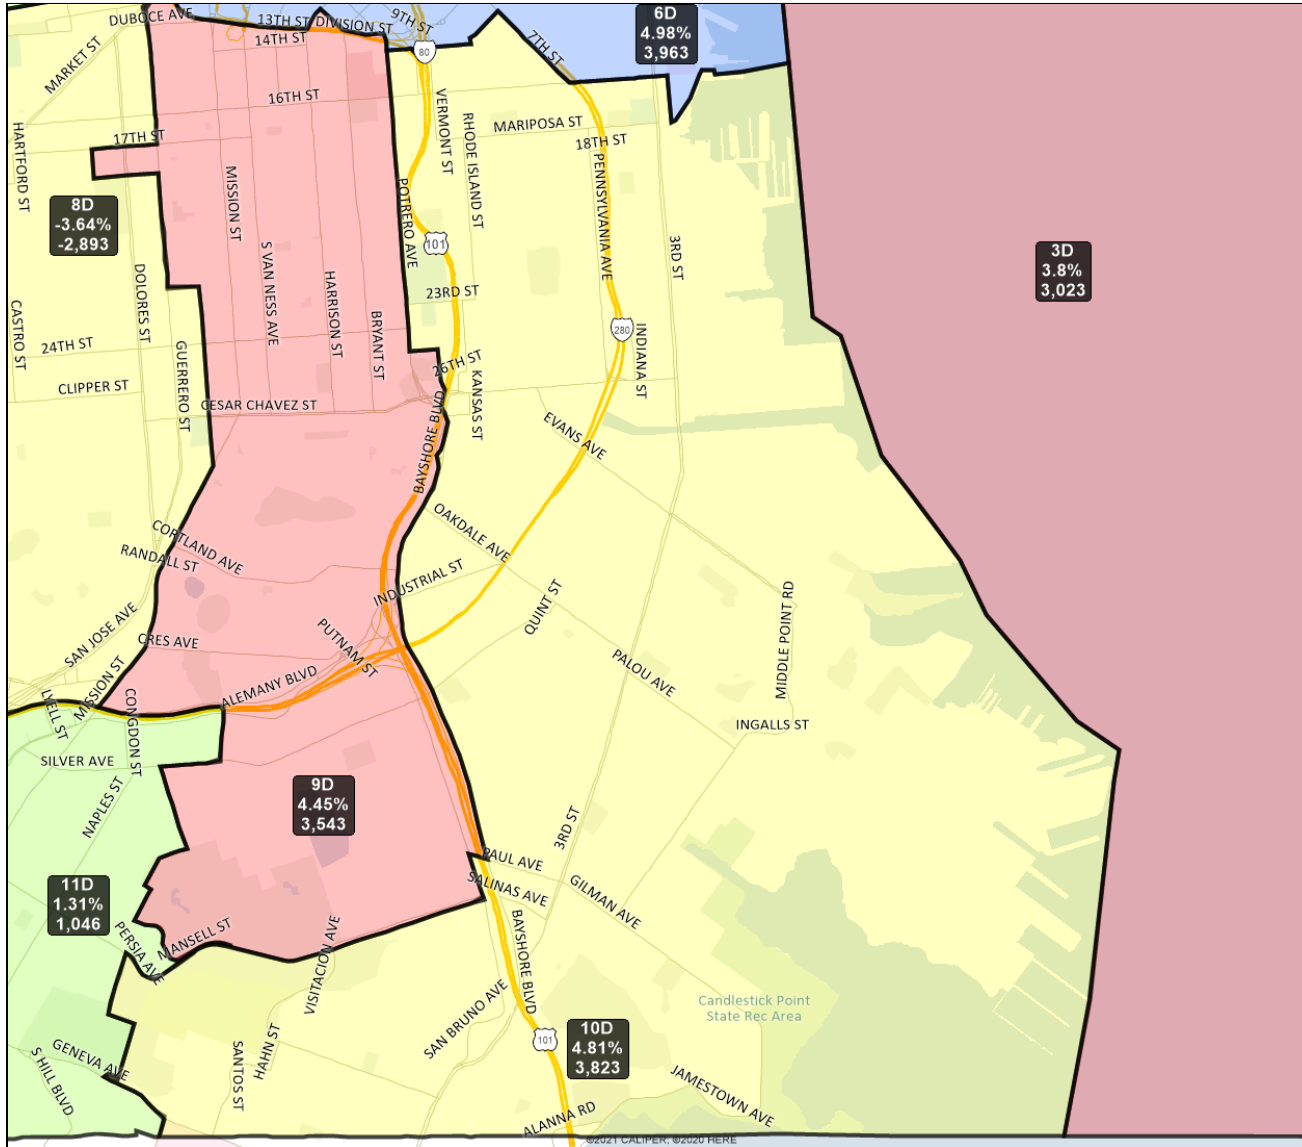 DUBOCE AVE
13TH ST
DIVISION ST
9TH ST
14TH ST
80
7TH ST
6D
4.98%
3,963
MARKET ST
16TH ST
17TH ST
HARTFORD ST
VERMONT ST
RHODE ISLAND ST
MARIPOSA ST
18TH ST
PENNSYLVANIA AVE
8D
-3.64%
-2,893
MISSION ST
POTRERO AVE
101
S VAN NESS AVE
HARRISON ST
BRYANT ST
DOLORES ST
GUERRERO ST
CASTRO ST
23RD ST
3RD ST
3D
3.8%
3,023
24TH ST
CLIPPER ST
CESAR CHAVEZ ST
26TH ST
280
INDIANA ST
KANSAS ST
BAYSHORE BLVD
EVANS AVE
OAKDALE AVE
CORTLAND AVE
RANDALL ST
INDUSTRIAL ST
QUINT ST
MIDDLE POINT RD
SAN JOSE AVE
CRES AVE
PUTNAM ST
PALOU AVE
MISSION ST
ALEMANY BLVD
LYELL ST
CONGDON ST
INGALLS ST
SILVER AVE
NAPLES ST
9D
4.45%
3,543
3RD ST
PAUL AVE
SALINAS AVE
GILMAN AVE
11D
1.31%
1,046
PERSIA AVE
MANSELL ST
VISITACION AVE
BAYSHORE BLVD
SAN BRUNO AVE
Candlestick Point
State Rec Area
101
10D
4.81%
3,823
GENEVA AVE
S HILL BLVD
SANTOS ST
HAHN ST
JAMESTOWN AVE
ALANNA RD
©2021 CALIPER; ©2020 HERE